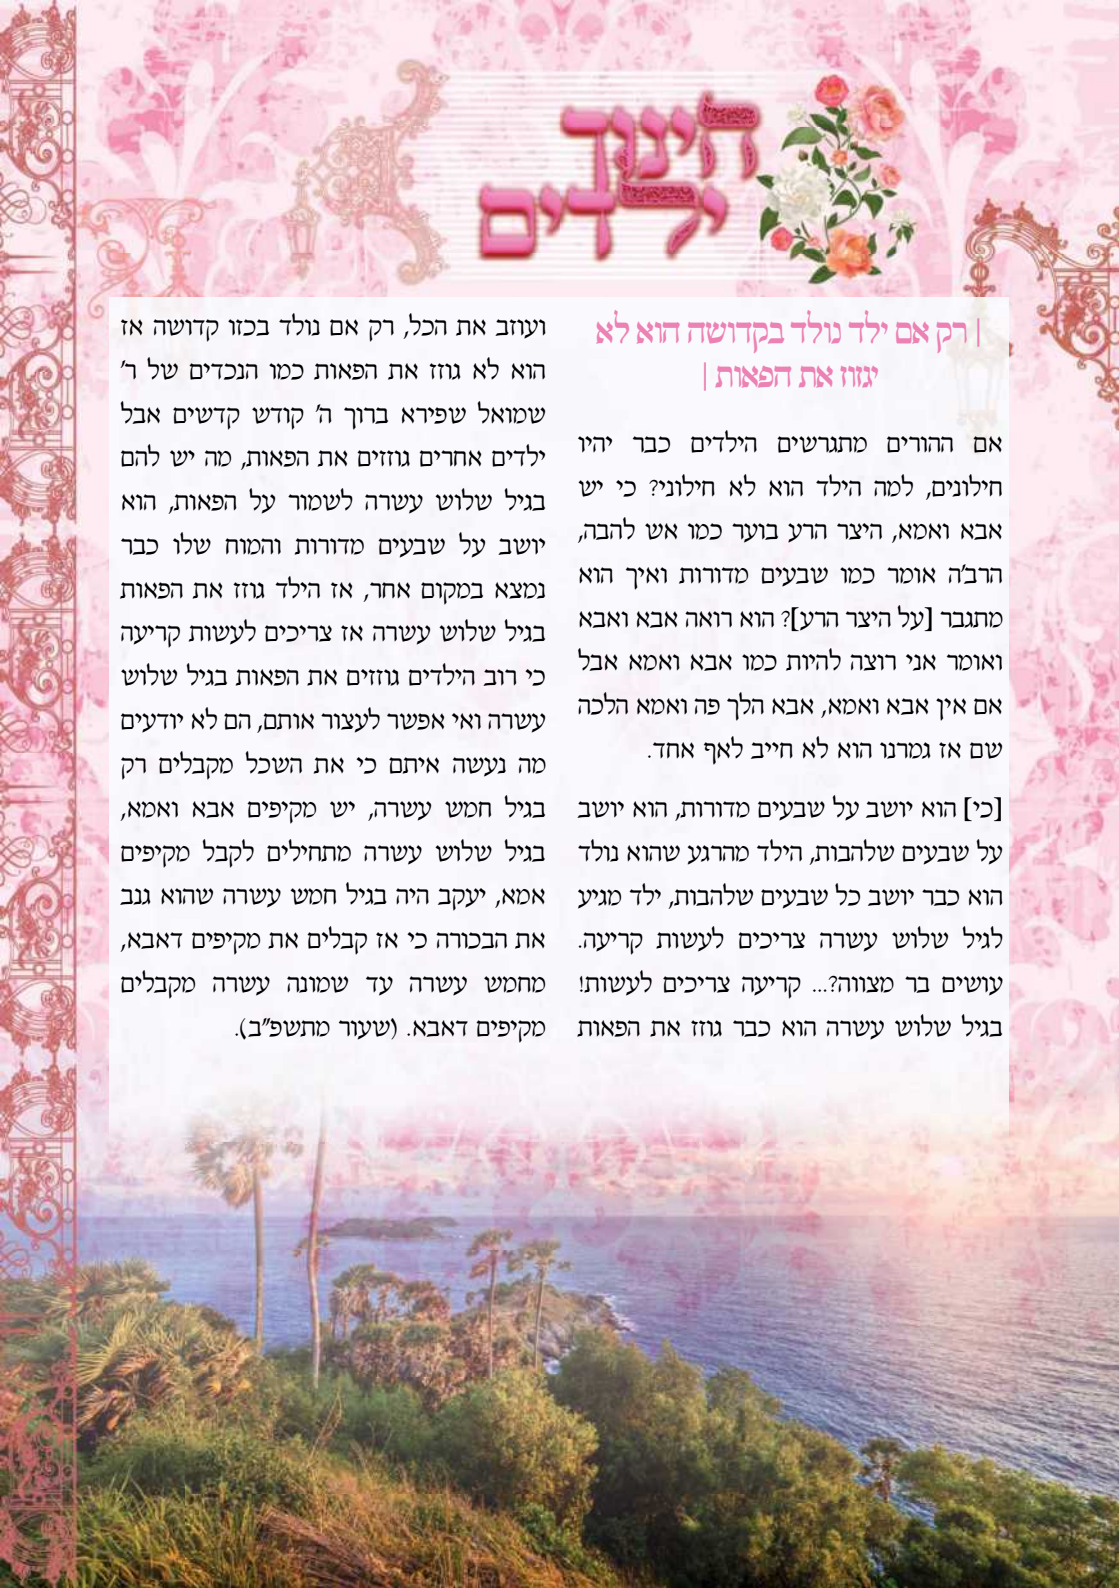 חינוך
ילדים
| רק אם ילד נולד בקדושה הוא לא
יגזוז את הפאות |
אם ההורים מתגרשים הילדים כבר יהיו
חילונים, למה הילד הוא לא חילוני? כי יש
אבא ואמא, היצר הרע בוער כמו אש להבה,
הרב'ה אומר כמו שבעים מדורות ואיך הוא
מתגבר [על היצר הרע]? הוא רואה אבא ואבא
ואומר אני רוצה להיות כמו אבא ואמא אבל
אם אין אבא ואמא, אבא הלך פה ואמא הלכה
שם אז גמרנו הוא לא חייב לאף אחד.
[כי] הוא יושב על שבעים מדורות, הוא יושב
על שבעים שלהבות, הילד מהרגע שהוא נולד
הוא כבר יושב כל שבעים שלהבות, ילד מגיע
לגיל שלוש עשרה צריכים לעשות קריעה.
עושים בר מצווה?... קריעה צריכים לעשות!
בגיל שלוש עשרה הוא כבר גוזז את הפאות
ועוזב את הכל, רק אם נולד בכזו קדושה אז
הוא לא גוזז את הפאות כמו הנכדים של ר'
שמואל שפירא ברוך ה' קודש קדשים אבל
ילדים אחרים גוזזים את הפאות, מה יש להם
בגיל שלוש עשרה לשמור על הפאות, הוא
יושב על שבעים מדורות והמוח שלו כבר
נמצא במקום אחר, אז הילד גוזז את הפאות
בגיל שלוש עשרה אז צריכים לעשות קריעה
כי רוב הילדים גוזזים את הפאות בגיל שלוש
עשרה ואי אפשר לעצור אותם, הם לא יודעים
מה נעשה איתם כי את השכל מקבלים רק
בגיל חמש עשרה, יש מקיפים אבא ואמא,
בגיל שלוש עשרה מתחילים לקבל מקיפים
אמא, יעקב היה בגיל חמש עשרה שהוא גנב
את הבכורה כי אז קבלים את מקיפים דאבא,
מחמש עשרה עד שמונה עשרה מקבלים
מקיפים דאבא. (שעור מתשפ"ב).